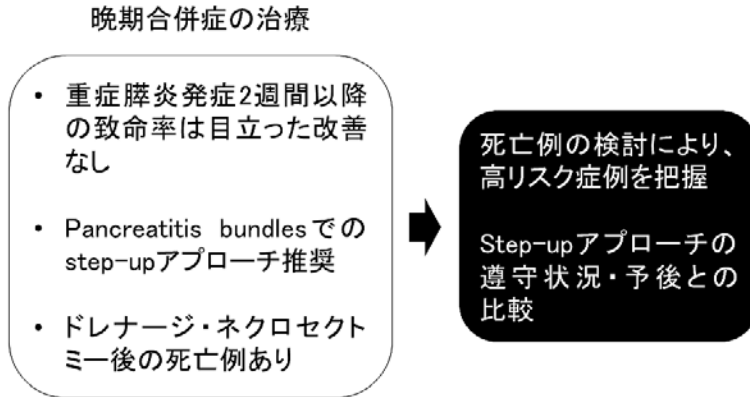 晩期合併症の治療
• 重症膵炎発症2週間以降
の致命率は目立った改善
なし
• Pancreatitis bundlesでの
step-upアプローチ推奨
• ドレナージ・ネクロセクト
ミー後の死亡例あり
死亡例の検討により、
高リスク症例を把握
Step-upアプローチの
遵守状況・予後との
比較